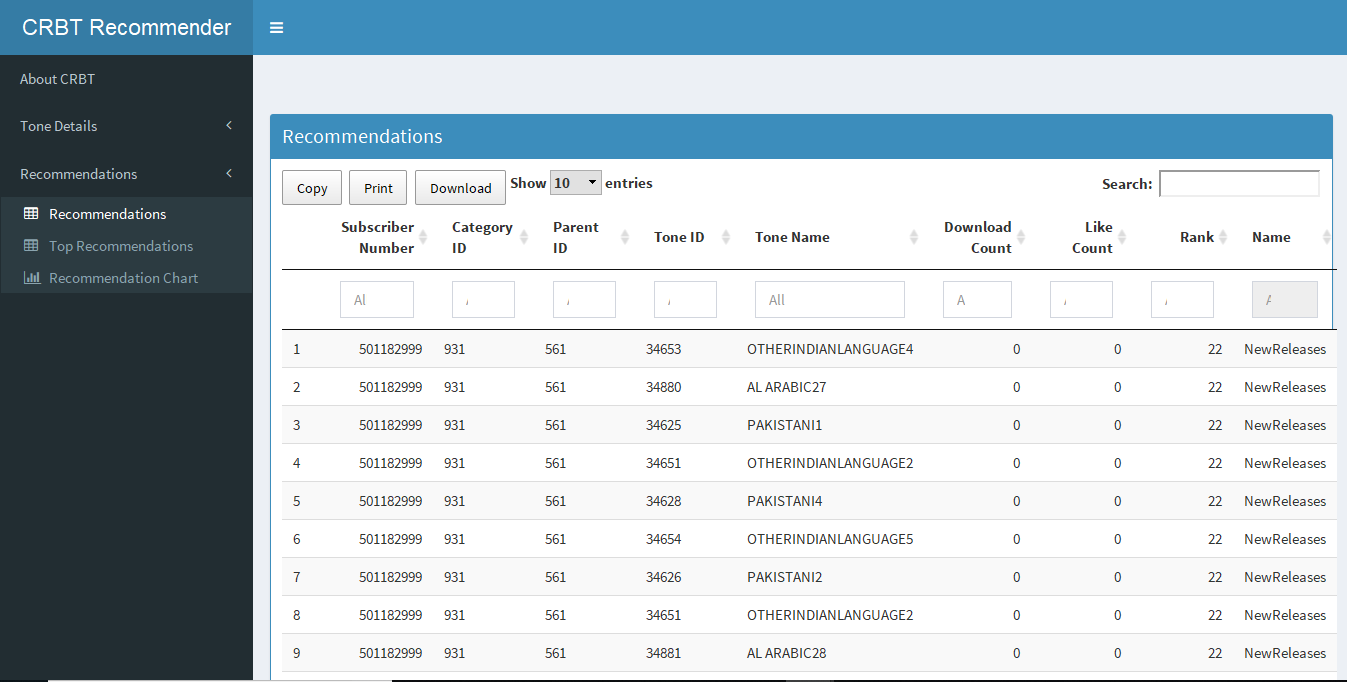 CRBT Recommender
About CRBT
Tone Details
Recommendations
Recommendations
Top Recommendations
Recommendation Chart
Recommendations
Copy Print Download Show 10 entries Search:
Subscriber Number Category ID Parent ID Tone ID Tone Name Download Count Like Count Rank Name
Al All A
1 501182999 931 561 34653 OTHERINDIANLANGUAGE4 0 0 22 NewReleases
2 501182999 931 561 34880 AL ARABIC27 0 0 22 NewReleases
3 501182999 931 561 34625 PAKISTANI1 0 0 22 NewReleases
4 501182999 931 561 34651 OTHERINDIANLANGUAGE2 0 0 22 NewReleases
5 501182999 931 561 34628 PAKISTANI4 0 0 22 NewReleases
6 501182999 931 561 34654 OTHERINDIANLANGUAGE5 0 0 22 NewReleases
7 501182999 931 561 34626 PAKISTANI2 0 0 22 NewReleases
8 501182999 931 561 34651 OTHERINDIANLANGUAGE2 0 0 22 NewReleases
9 501182999 931 561 34881 AL ARABIC28 0 0 22 NewReleases